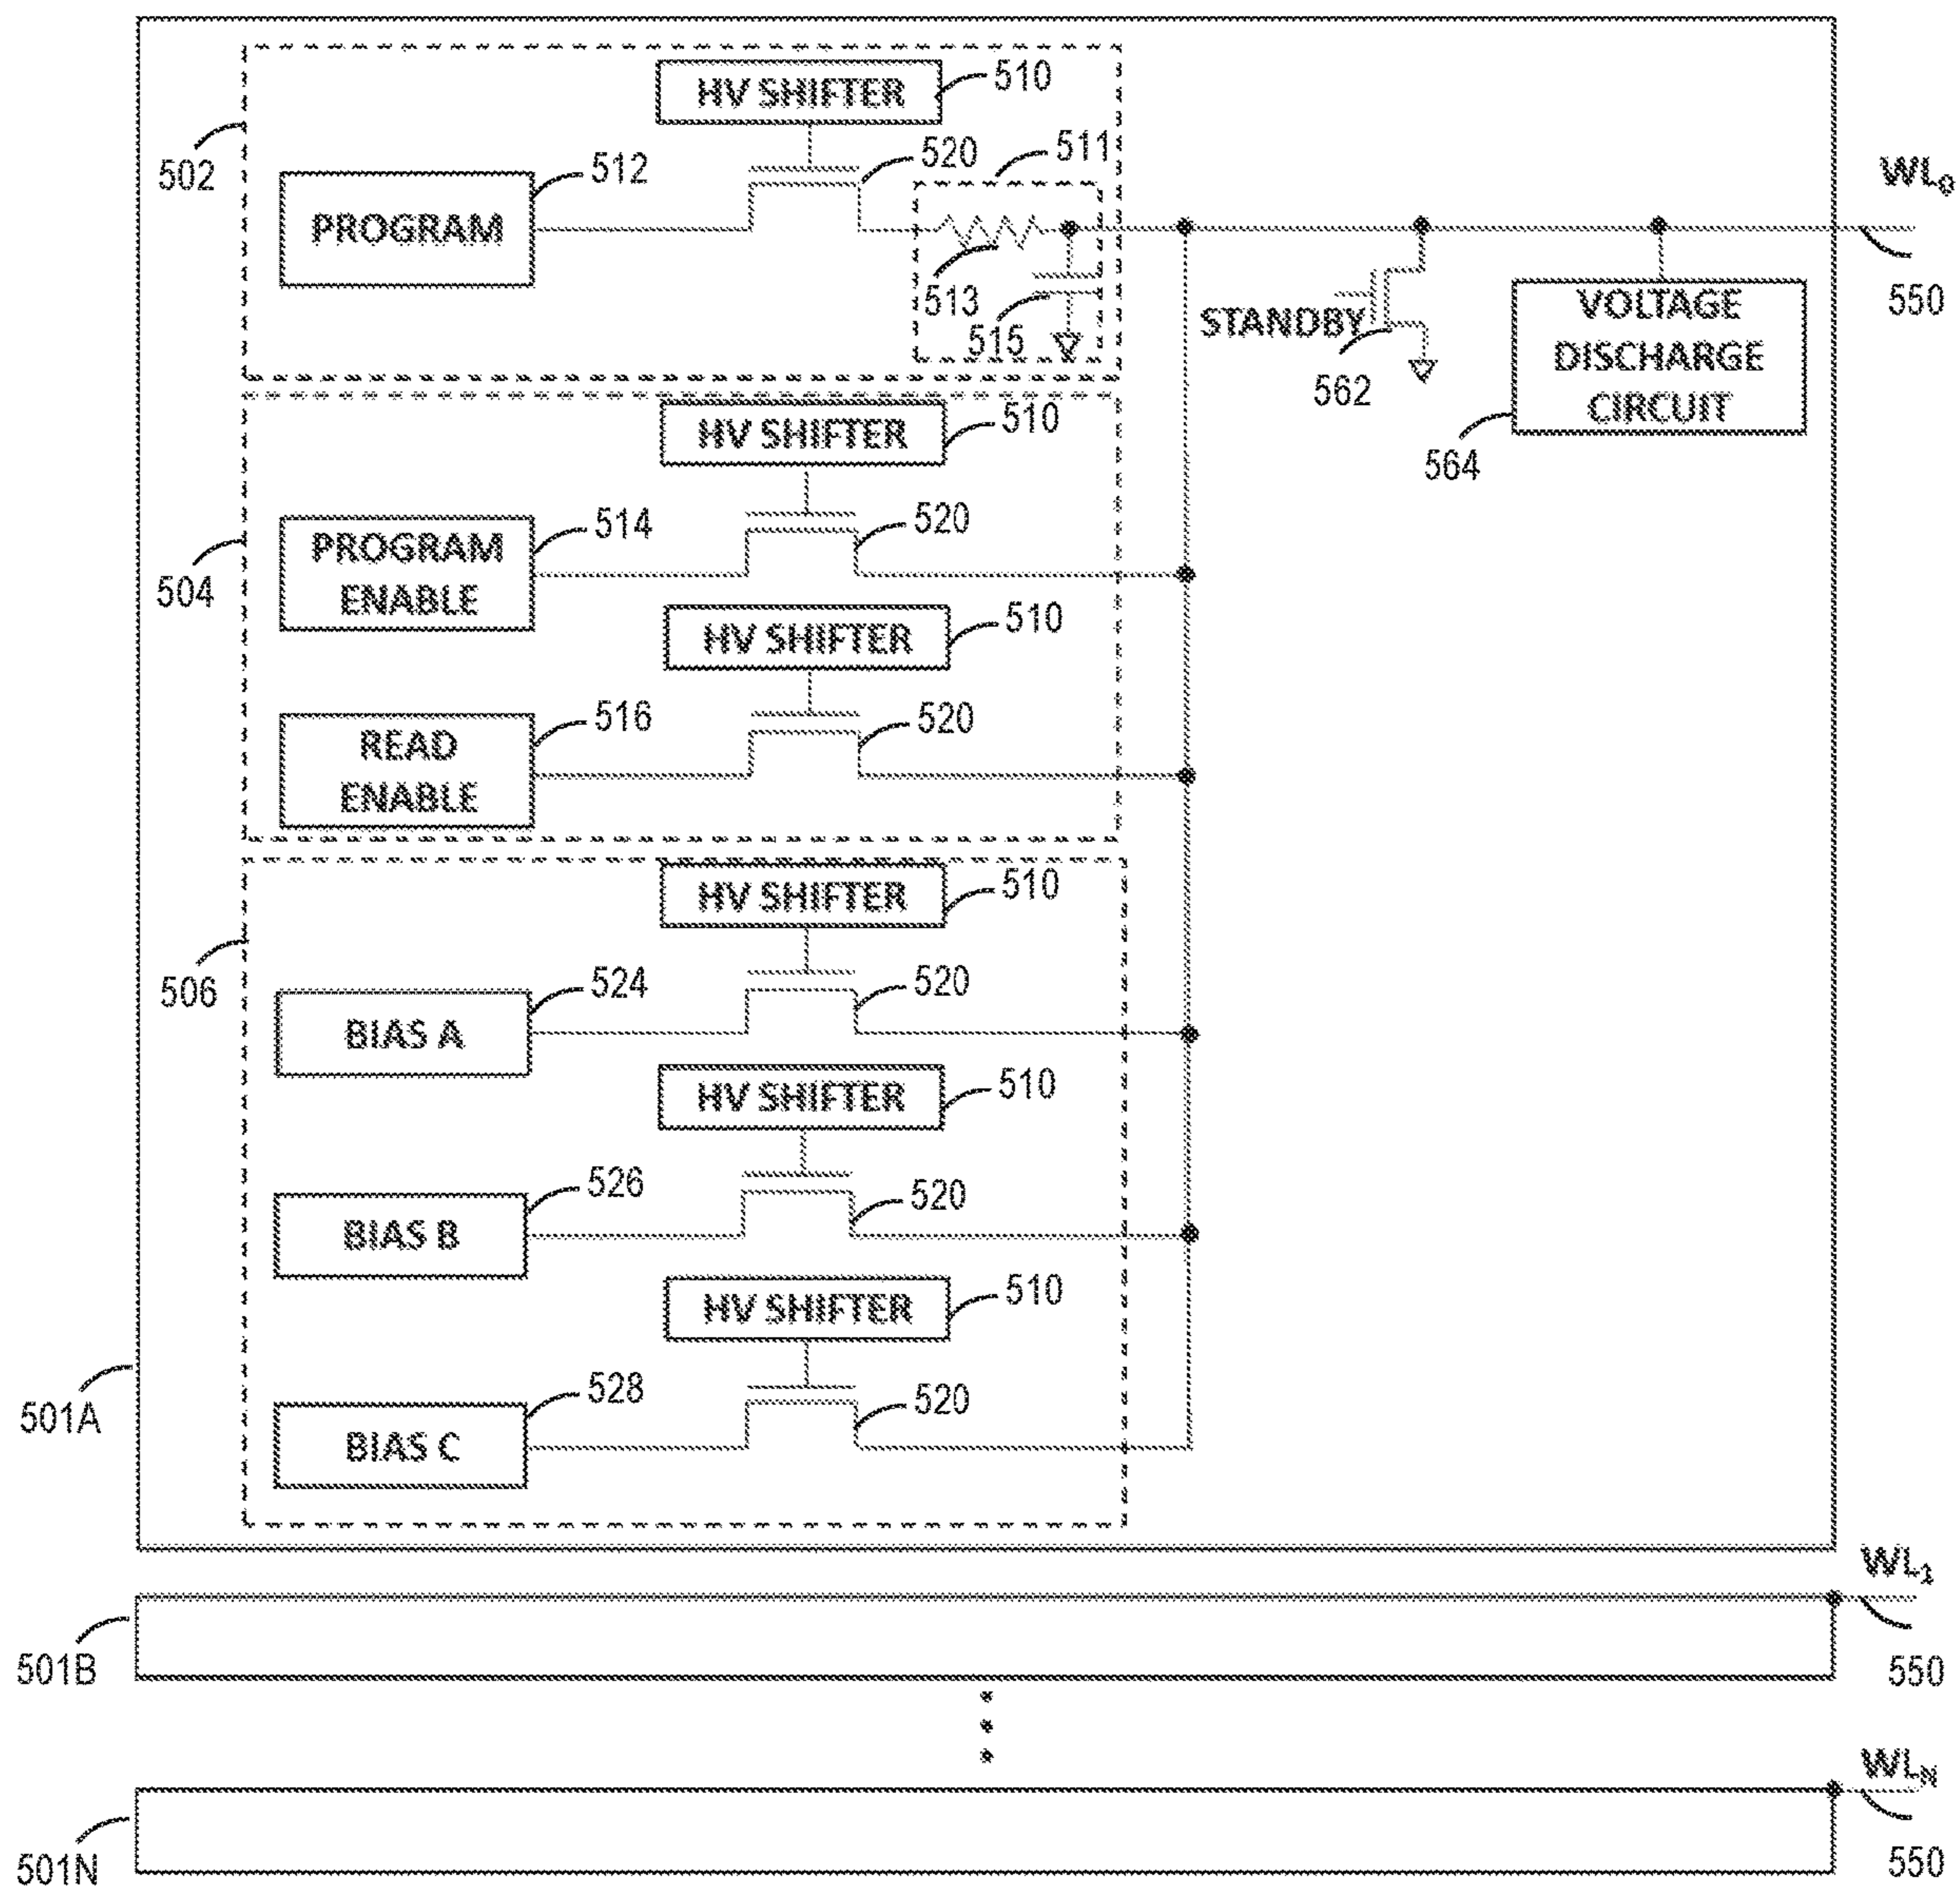 HV SHIFTER
510
502
PROGRAM
512
520
511
513
515
WL0
550
STANDBY
562
VOLTAGE
DISCHARGE
CIRCUIT
564
HV SHIFTER
510
504
PROGRAM
ENABLE
514
520
HV SHIFTER
510
READ
ENABLE
516
520
HV SHIFTER
510
506
BIAS A
524
520
HV SHIFTER
510
BIAS B
526
520
HV SHIFTER
510
BIAS C
528
520
501A
WL1
501B
550
WLN
501N
550